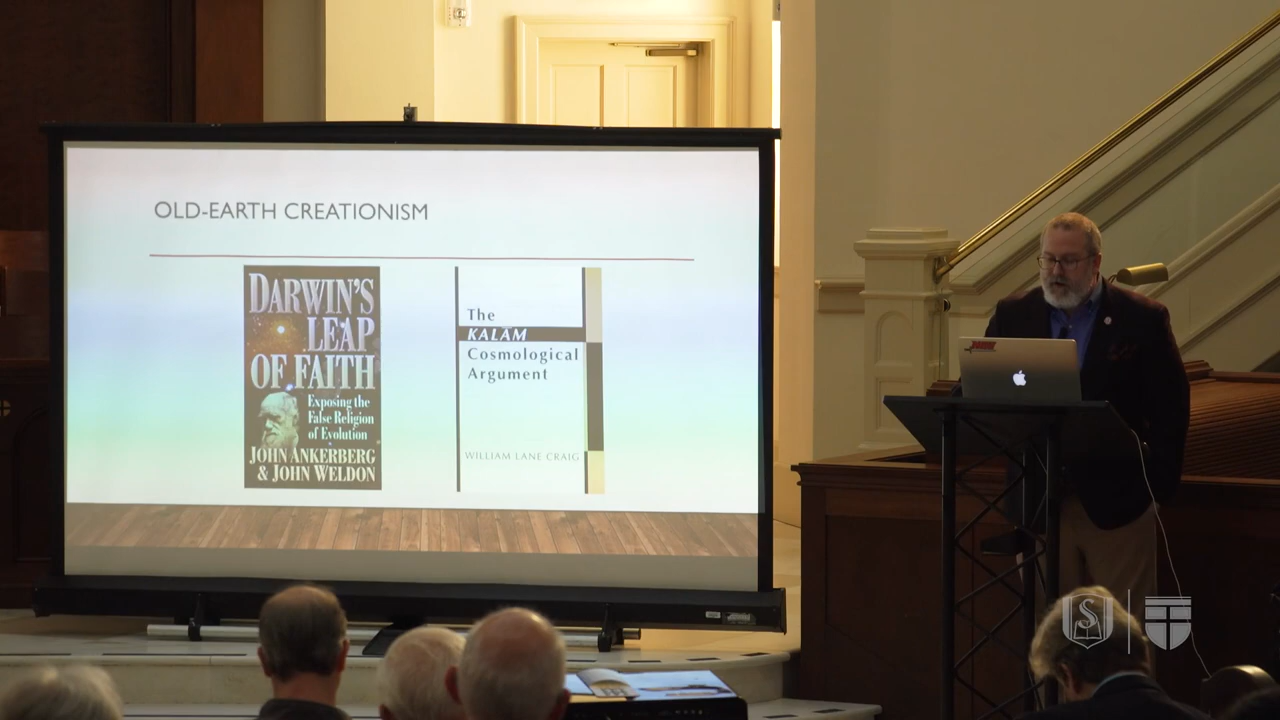 OLD-EARTH CREATIONISM
DARWIN'S
LEAP
OF FAITH
Exposing the
False Religion
of Evolution
JOHN ANKERBERG
& JOHN WELDON
The
KALĀM
Cosmological
Argument
WILLIAM LANE CRAIG
S